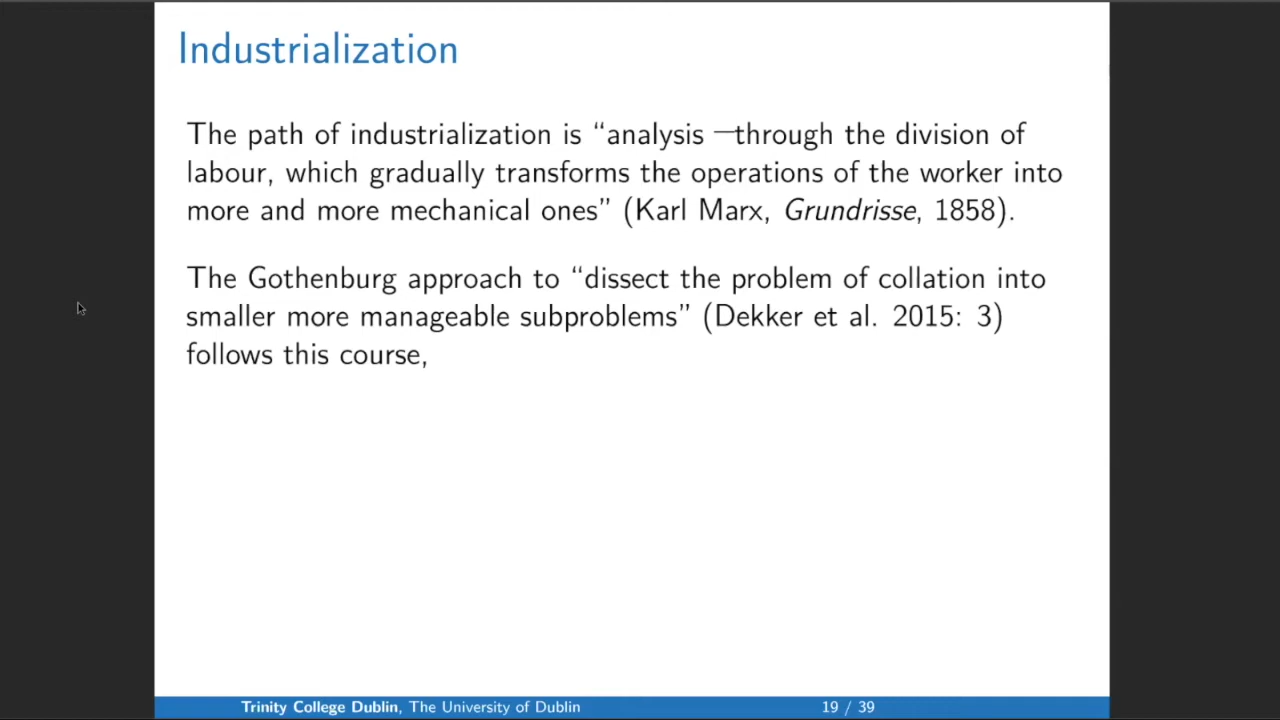 Industrialization
The path of industrialization is “analysis —through the division of
labour, which gradually transforms the operations of the worker into
more and more mechanical ones” (Karl Marx, Grundrisse, 1858).
The Gothenburg approach to “dissect the problem of collation into
smaller more manageable subproblems” (Dekker et al. 2015: 3)
follows this course,
Trinity College Dublin, The University of Dublin 19 / 39